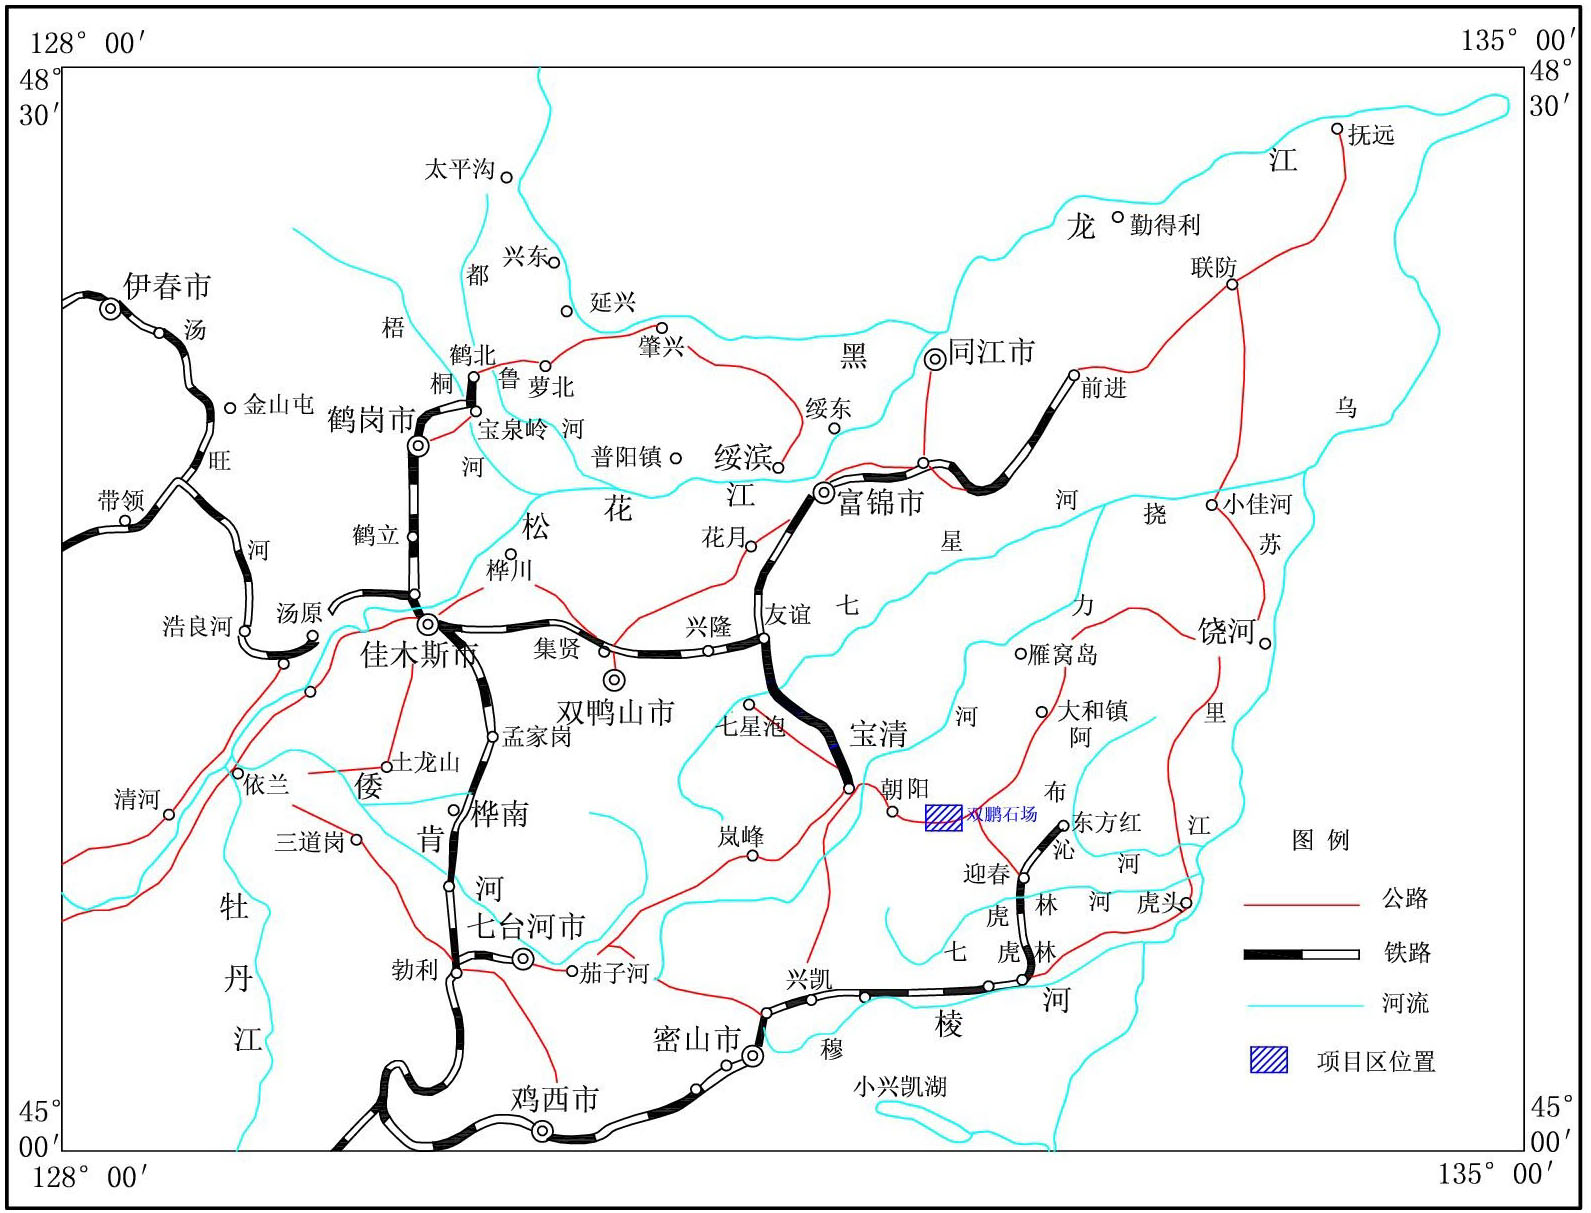 128° 00′
135° 00′
48°
30′
48°
30′
抚远
江
太平沟
龙
勤得利
兴东
都
联防
伊春市
延兴
汤
梧
肇兴
黑
同江市
鹤北
桐
鲁
萝北
前进
金山屯
鹤岗市
宝泉岭
河
绥东
乌
旺
河
普阳镇
绥滨
带领
江
富锦市
花
河
挠
小佳河
松
鹤立
花月
星
苏
河
桦川
汤原
浩良河
七
力
友谊
兴隆
饶河
佳木斯市
集贤
雁窝岛
双鸭山市
七星泡
河
大和镇
里
孟家岗
宝清
阿
土龙山
依兰
倭
清河
朝阳
布
桦南
双鹏石场
东方红
江
三道岗
肯
岚峰
沁
河
图 例
迎春
河
牡
虎
林
河
虎头
公路
七台河市
七
虎
林
铁路
勃利
茄子河
丹
兴凯
河
河流
江
密山市
穆
棱
项目区位置
小兴凯湖
鸡西市
45°
00′
45°
00′
128° 00′
135° 00′